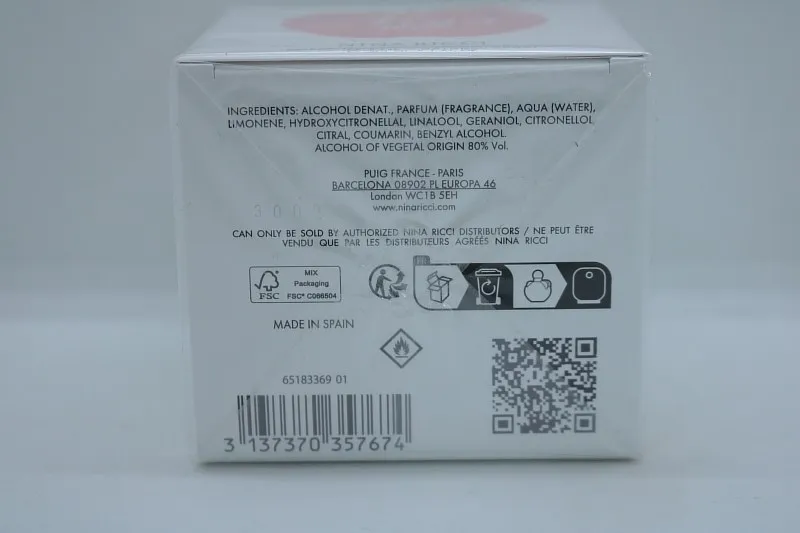 INGREDIENTS: ALCOHOL DENAT., PARFUM (FRAGRANCE), AQUA (WATER),
LIMONENE, HYDROXYCITRONELLAL, LINALOOL, GERANIOL, CITRONELLOL
CITRAL, COUMARIN, BENZYL ALCOHOL.
ALCOHOL OF VEGETAL ORIGIN 80% Vol.
PUIG FRANCE - PARIS
BARCELONA 08902 PL EUROPA 46
London WC1B 5EH
www.ninaricci.com
CAN ONLY BE SOLD BY AUTHORIZED NINA RICCI DISTRIBUTORS / NE PEUT ÊTRE
VENDU QUE PAR LES DISTRIBUTEURS AGRÉÉS NINA RICCI
FSC
MIX
Packaging
FSC® C066504
FR
MADE IN SPAIN
65183369 01
3 137370 357674